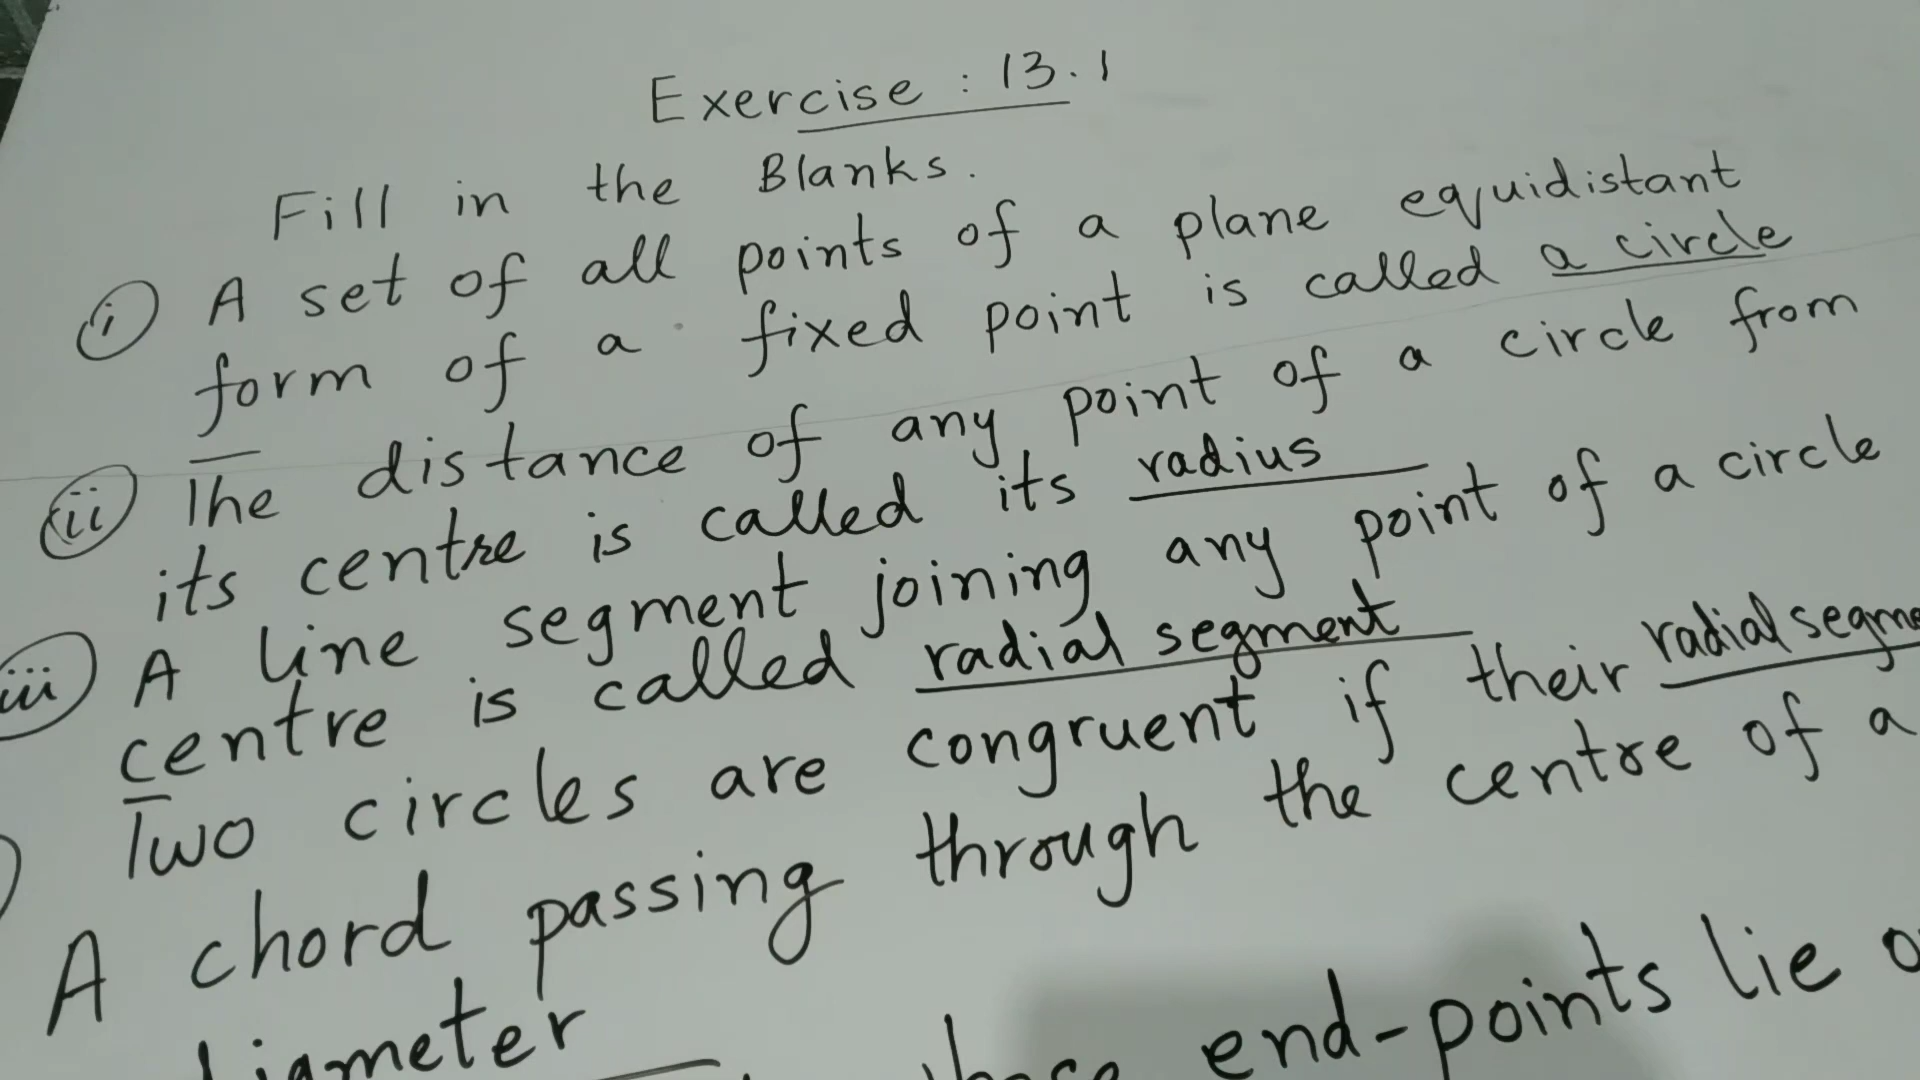 Exercise : 13.1
Fill in the Blanks.
(i) A set of all points of a plane equidistant
form of a fixed point is called a circle
(ii) The distance of any point of a circle from
its centre is called its radius
(iii) A line segment joining any point of a circle
centre is called radial segment
Two circles are congruent if their radial segme
A chord passing through the centre of a
diameter
end-points lie